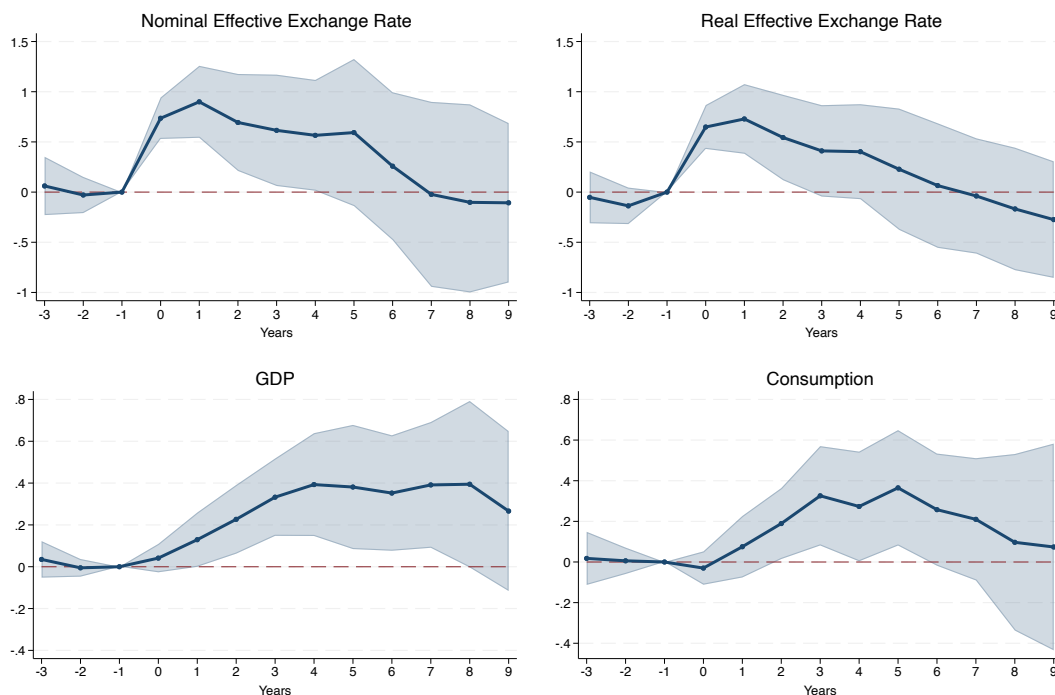 Nominal Effective Exchange Rate
1.5
1
.5
0
-.5
-1
-3 -2 -1 0 1 2 3 4 5 6 7 8 9
Years
Real Effective Exchange Rate
1.5
1
.5
0
-.5
-1
-3 -2 -1 0 1 2 3 4 5 6 7 8 9
Years
GDP
.8
.6
.4
.2
0
-.2
-.4
-3 -2 -1 0 1 2 3 4 5 6 7 8 9
Years
Consumption
.8
.6
.4
.2
0
-.2
-.4
-3 -2 -1 0 1 2 3 4 5 6 7 8 9
Years